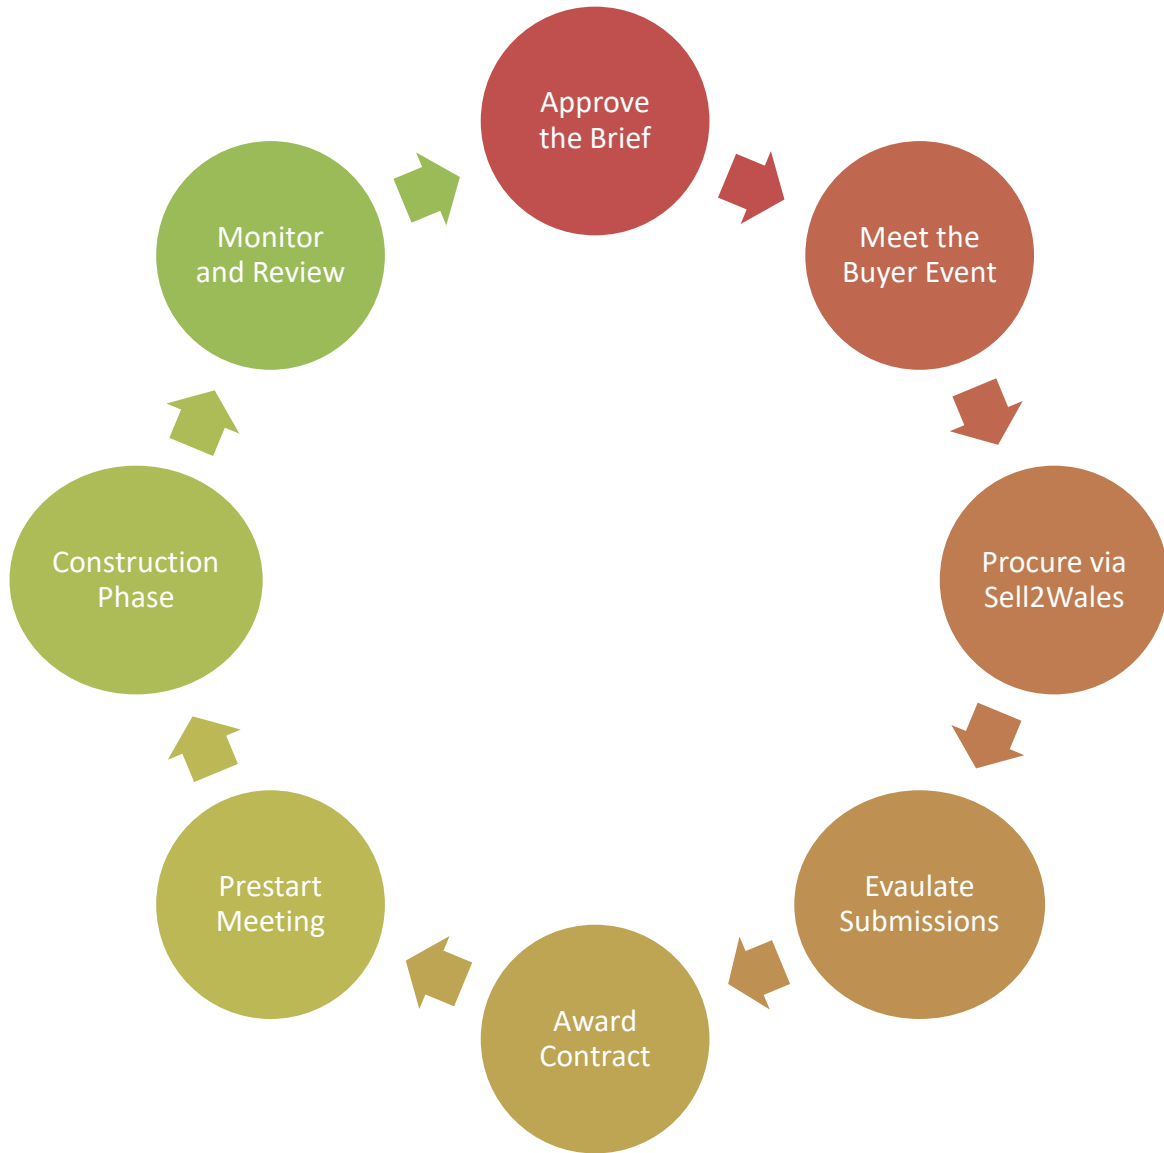 Approve
the Brief
Meet the
Buyer Event
Procure via
Sell2Wales
Evaulate
Submissions
Award
Contract
Prestart
Meeting
Construction
Phase
Monitor
and Review